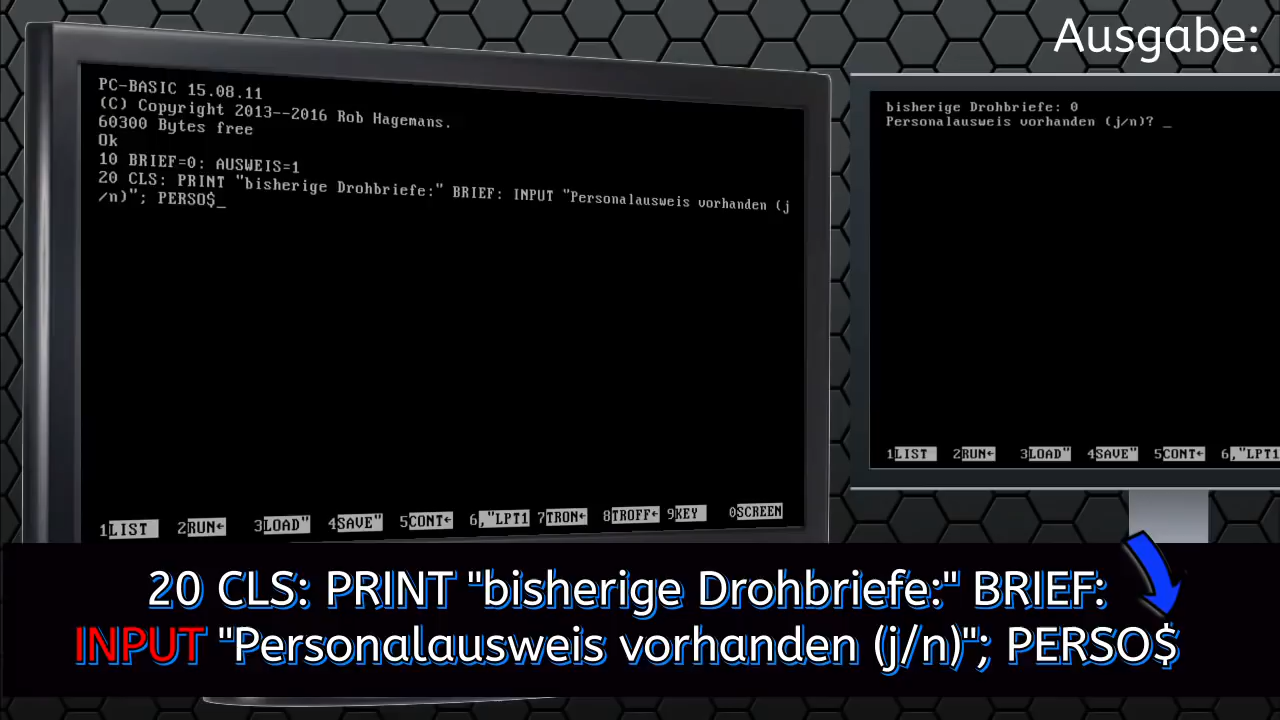 Ausgabe:
PC-BASIC 15.08.11
(C) Copyright 2013--2016 Rob Hagemans.
60300 Bytes free
Ok
10 BRIEF=0: AUSWEIS=1
20 CLS: PRINT "bisherige Drohbriefe:" BRIEF: INPUT "Personalausweis vorhanden (j
/n)"; PERSO$_
1LIST 2RUN← 3LOAD" 4SAVE" 5CONT← 6,"LPT1 7TRON← 8TROFF← 9KEY 0SCREEN
bisherige Drohbriefe: 0
Personalausweis vorhanden (j/n)? _
1LIST 2RUN← 3LOAD" 4SAVE" 5CONT← 6,"LPT1
20 CLS: PRINT "bisherige Drohbriefe:" BRIEF:
INPUT "Personalausweis vorhanden (j/n)"; PERSO$